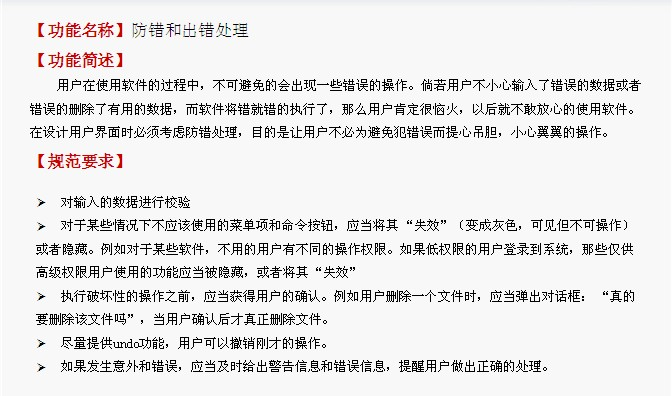 【功能名称】防错和出错处理
【功能简述】
用户在使用软件的过程中，不可避免的会出现一些错误的操作。倘若用户不小心输入了错误的数据或者
错误的删除了有用的数据，而软件将错就错的执行了，那么用户肯定很恼火，以后就不敢放心的使用软件。
在设计用户界面时必须考虑防错处理，目的是让用户不必为避免犯错误而提心吊胆，小心翼翼的操作。
【规范要求】
➢ 对输入的数据进行校验
➢ 对于某些情况下不应该使用的菜单项和命令按钮，应当将其“失效”（变成灰色，可见但不可操作）
或者隐藏。例如对于某些软件，不用的用户有不同的操作权限。如果低权限的用户登录到系统，那些仅供
高级权限用户使用的功能应当被隐藏，或者将其“失效”
➢ 执行破坏性的操作之前，应当获得用户的确认。例如用户删除一个文件时，应当弹出对话框：“真的
要删除该文件吗”，当用户确认后才真正删除文件。
➢ 尽量提供undo功能，用户可以撤销刚才的操作。
➢ 如果发生意外和错误，应当及时给出警告信息和错误信息，提醒用户做出正确的处理。